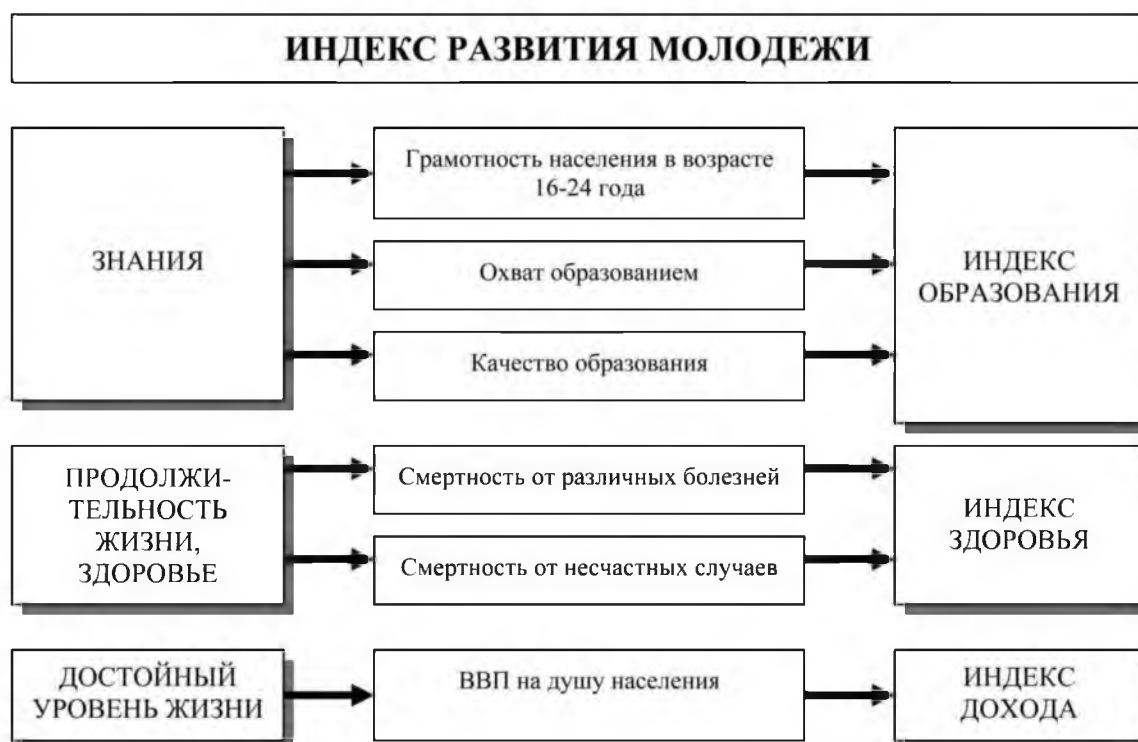 ИНДЕКС РАЗВИТИЯ МОЛОДЕЖИ
ЗНАНИЯ
Грамотность населения в возрасте
16-24 года
Охват образованием
Качество образования
ИНДЕКС
ОБРАЗОВАНИЯ
ПРОДОЛЖИ-
ТЕЛЬНОСТЬ
ЖИЗНИ,
ЗДОРОВЬЕ
Смертность от различных болезней
Смертность от несчастных случаев
ИНДЕКС
ЗДОРОВЬЯ
ДОСТОЙНЫЙ
УРОВЕНЬ ЖИЗНИ
ВВП на душу населения
ИНДЕКС
ДОХОДА